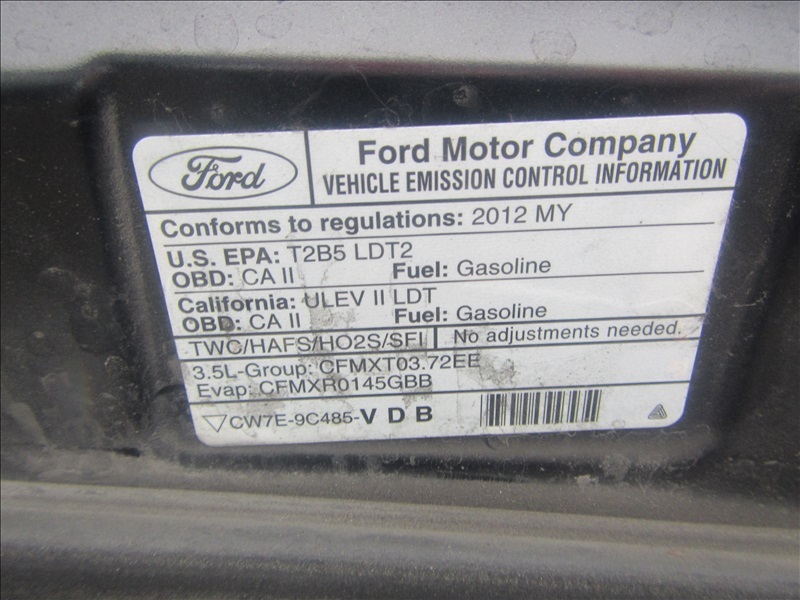 Ford
Ford Motor Company
VEHICLE EMISSION CONTROL INFORMATION
Conforms to regulations: 2012 MY
U.S. EPA: T2B5 LDT2
OBD: CA II Fuel: Gasoline
California: ULEV II LDT
OBD: CA II Fuel: Gasoline
TWC/HAFS/HO2S/SFI No adjustments needed.
3.5L-Group: CFMXT03.72EE
Evap: CFMXR0145GBB
CW7E-9C485-V D B